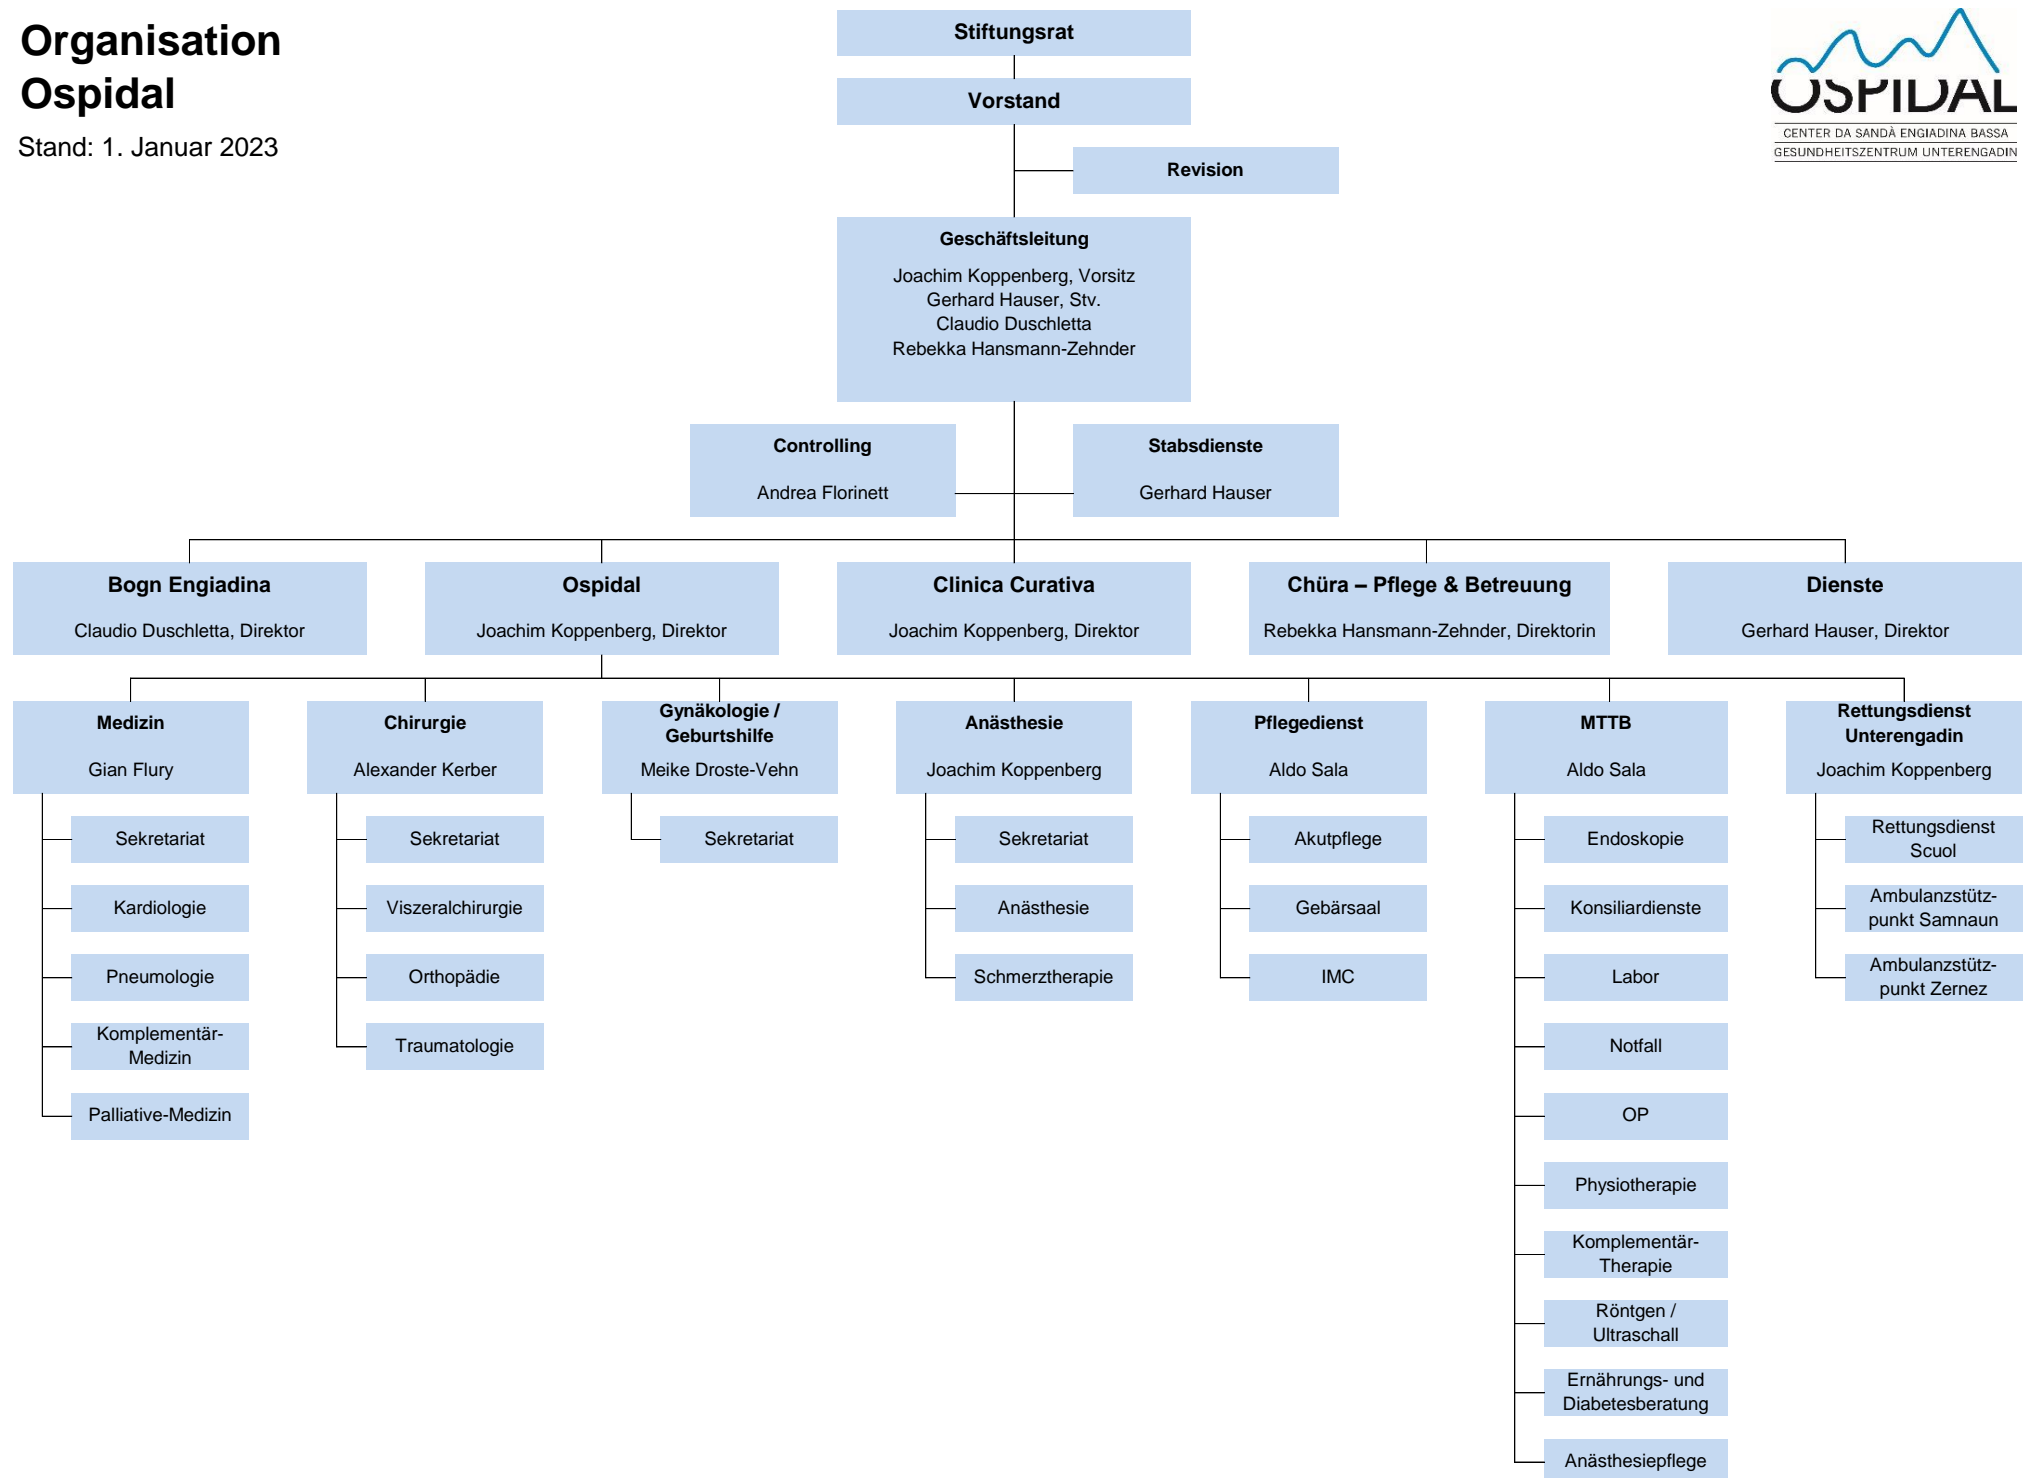 Organisation
Ospidal
Stand: 1. Januar 2023
OSPIDAL
CENTER DA SANDÀ ENGIADINA BASSA
GESUNDHEITSZENTRUM UNTERENGADIN
Stiftungsrat
Vorstand
Revision
Geschäftsleitung
Joachim Koppenberg, Vorsitz
Gerhard Hauser, Stv.
Claudio Duschletta
Rebekka Hansmann-Zehnder
Controlling
Andrea Florinett
Stabsdienste
Gerhard Hauser
Bogn Engiadina
Claudio Duschletta, Direktor
Ospidal
Joachim Koppenberg, Direktor
Clinica Curativa
Joachim Koppenberg, Direktor
Chüra – Pflege & Betreuung
Rebekka Hansmann-Zehnder, Direktorin
Dienste
Gerhard Hauser, Direktor
Medizin
Gian Flury
Sekretariat
Kardiologie
Pneumologie
Komplementär-
Medizin
Palliative-Medizin
Chirurgie
Alexander Kerber
Sekretariat
Viszeralchirurgie
Orthopädie
Traumatologie
Gynäkologie /
Geburtshilfe
Meike Droste-Vehn
Sekretariat
Anästhesie
Joachim Koppenberg
Sekretariat
Anästhesie
Schmerztherapie
Pflegedienst
Aldo Sala
Akutpflege
Gebärsaal
IMC
MTTB
Aldo Sala
Endoskopie
Konsiliardienste
Labor
Notfall
OP
Physiotherapie
Komplementär-
Therapie
Röntgen /
Ultraschall
Ernährungs- und
Diabetesberatung
Anästhesiepflege
Rettungsdienst
Unterengadin
Joachim Koppenberg
Rettungsdienst
Scuol
Ambulanzstütz-
punkt Samnaun
Ambulanzstütz-
punkt Zernez